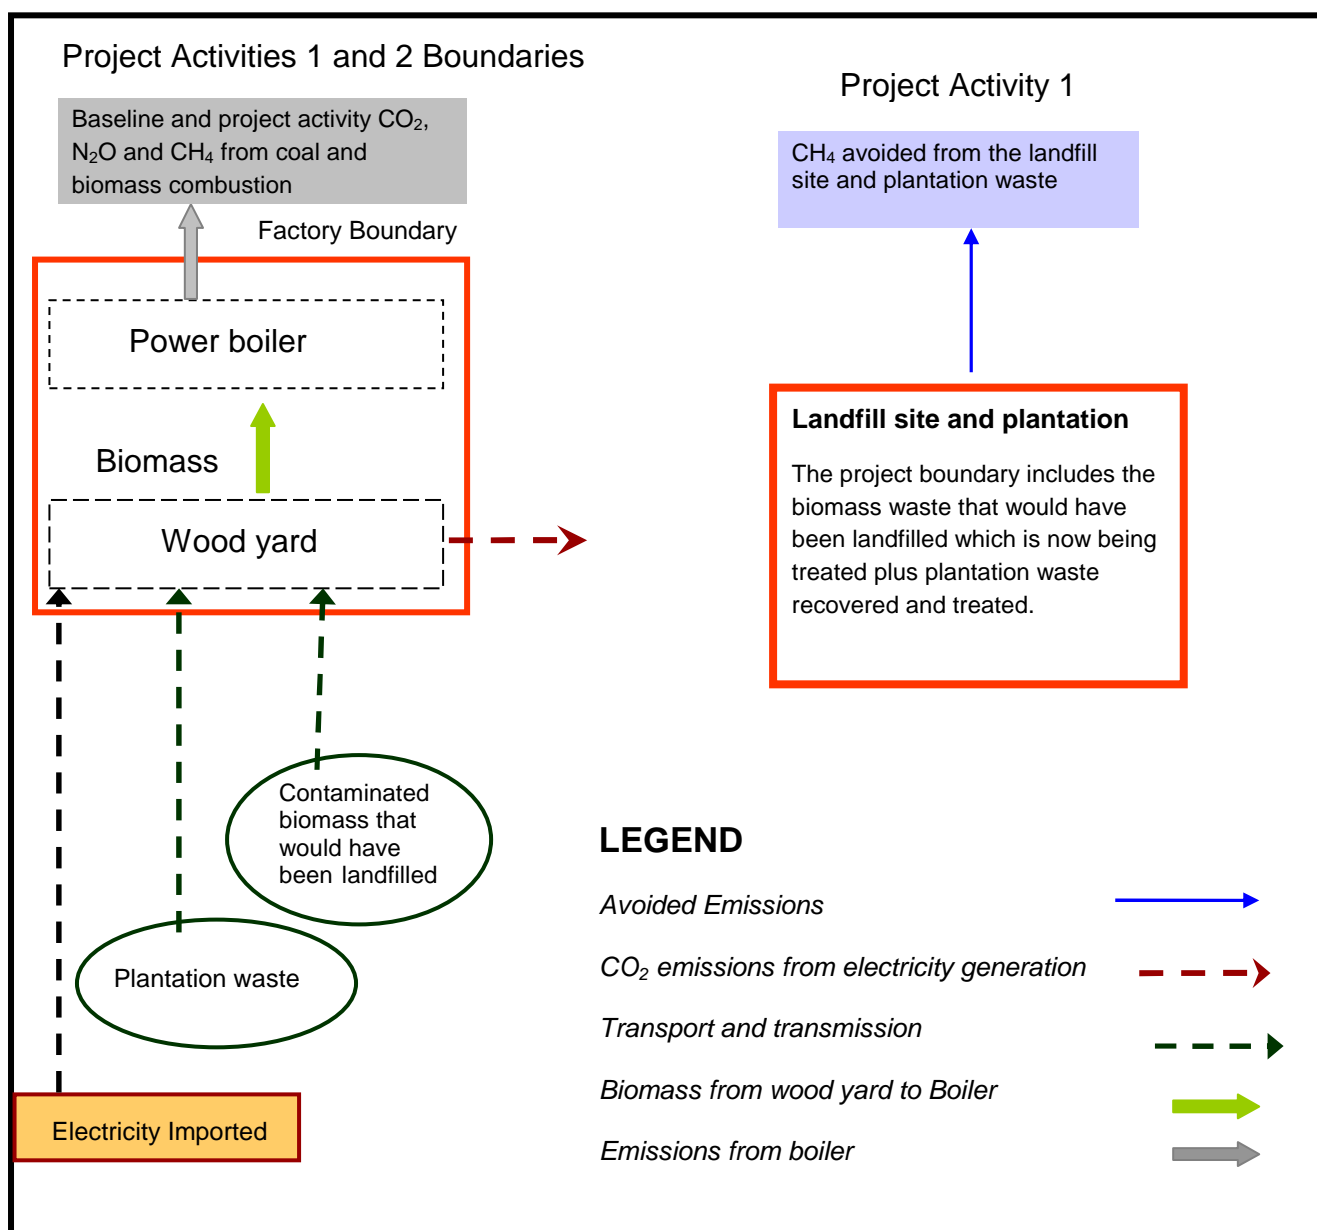 Project Activities 1 and 2 Boundaries
Baseline and project activity CO₂,
N₂O and CH₄ from coal and
biomass combustion
Factory Boundary
Power boiler
Biomass
Wood yard
Contaminated
biomass that
would have
been landfilled
Plantation waste
Electricity Imported
Project Activity 1
CH₄ avoided from the landfill
site and plantation waste
Landfill site and plantation
The project boundary includes the
biomass waste that would have
been landfilled which is now being
treated plus plantation waste
recovered and treated.
LEGEND
Avoided Emissions
CO₂ emissions from electricity generation
Transport and transmission
Biomass from wood yard to Boiler
Emissions from boiler